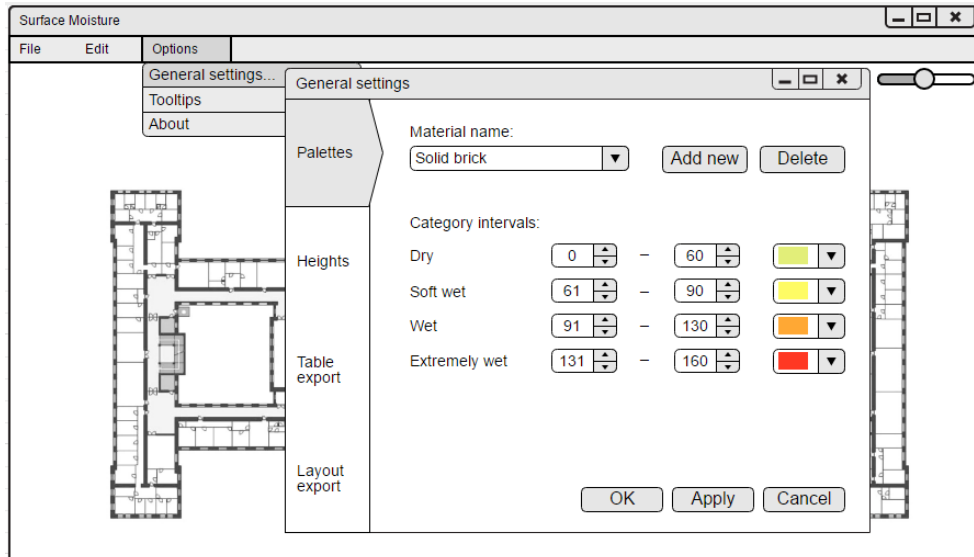 Surface Moisture
File Edit Options
General settings...
Tooltips
About
General settings
Palettes
Heights
Table
export
Layout
export
Material name:
Solid brick Add new Delete
Category intervals:
Dry 0 – 60
Soft wet 61 – 90
Wet 91 – 130
Extremely wet 131 – 160
OK Apply Cancel